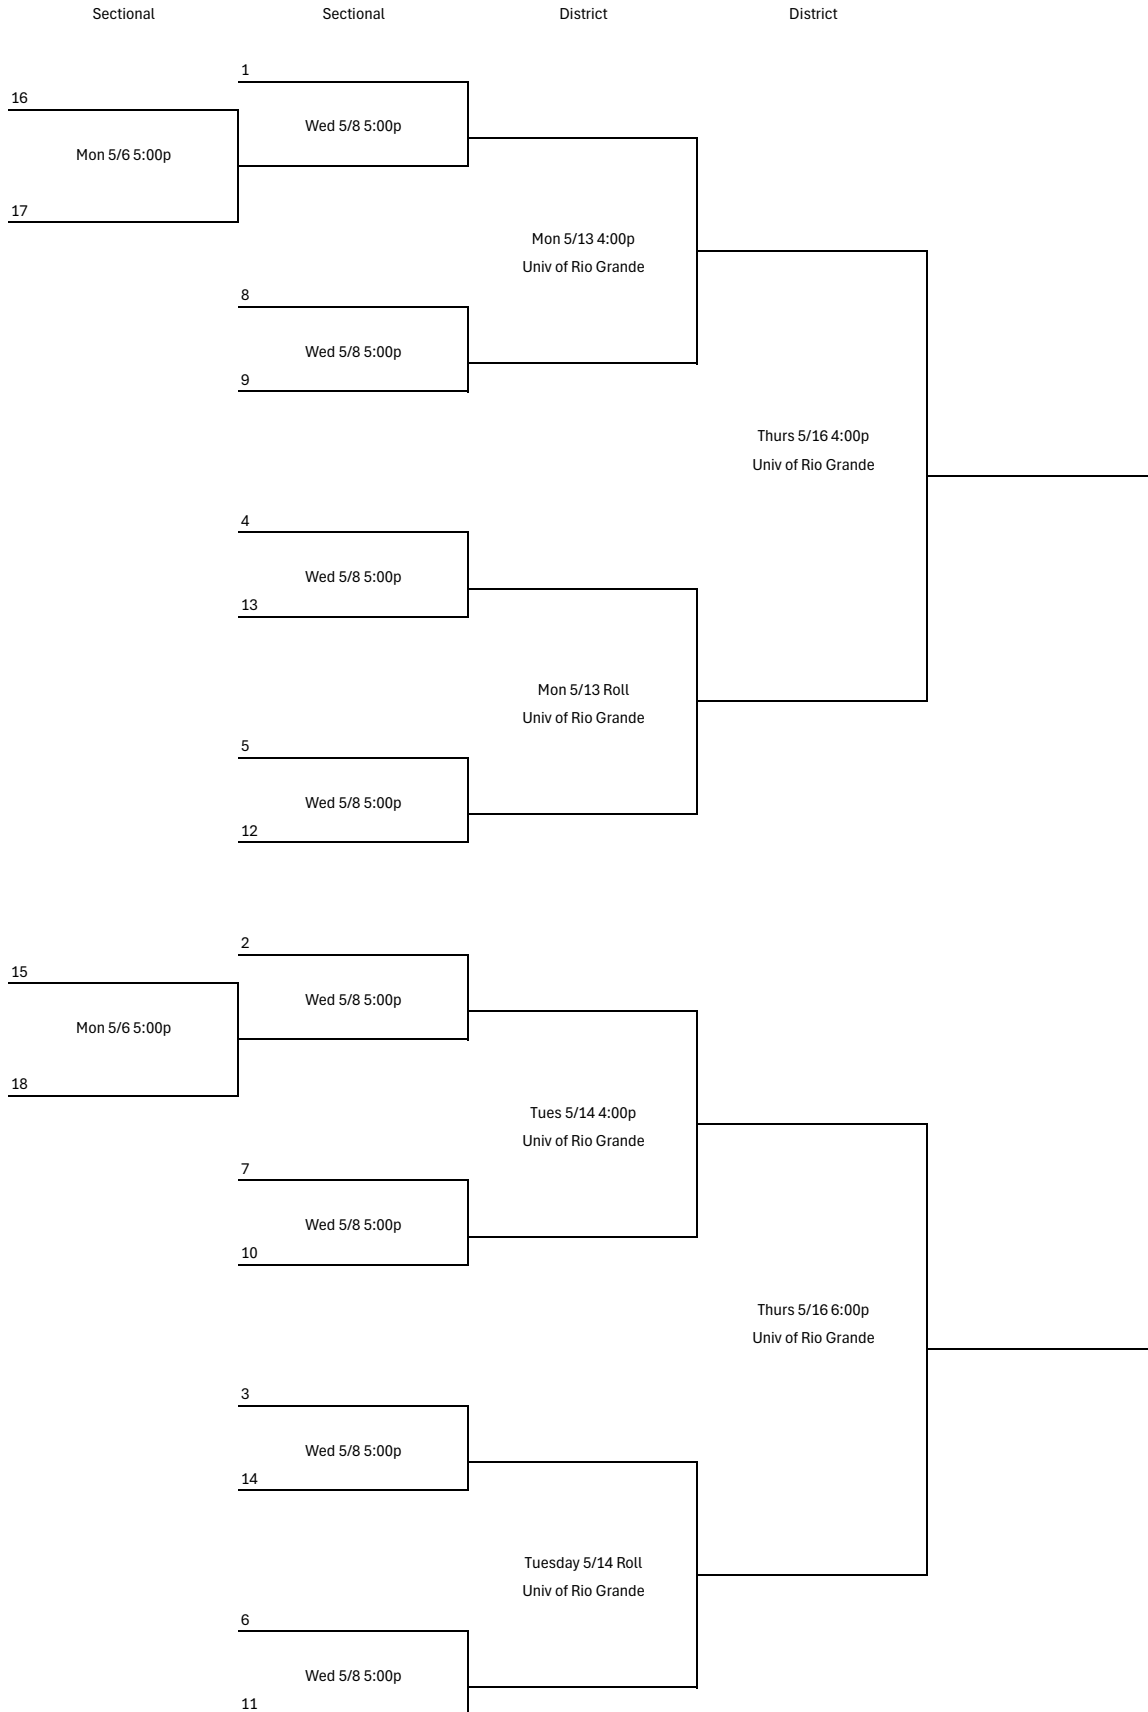 Sectional
Sectional
District
District
1
16
Wed 5/8 5:00p
Mon 5/6 5:00p
17
Mon 5/13 4:00p
Univ of Rio Grande
8
Wed 5/8 5:00p
9
Thurs 5/16 4:00p
Univ of Rio Grande
4
Wed 5/8 5:00p
13
Mon 5/13 Roll
Univ of Rio Grande
5
Wed 5/8 5:00p
12
2
15
Wed 5/8 5:00p
Mon 5/6 5:00p
18
Tues 5/14 4:00p
Univ of Rio Grande
7
Wed 5/8 5:00p
10
Thurs 5/16 6:00p
Univ of Rio Grande
3
Wed 5/8 5:00p
14
Tuesday 5/14 Roll
Univ of Rio Grande
6
Wed 5/8 5:00p
11